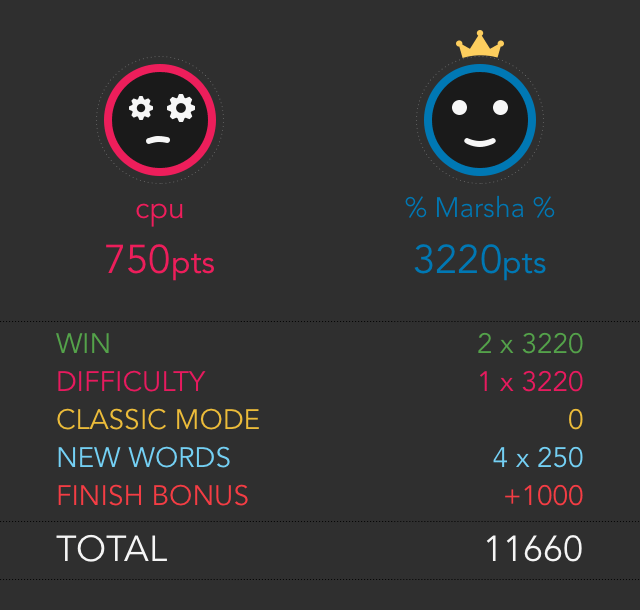 cpu
% Marsha %
750pts
3220pts
WIN 2 x 3220
DIFFICULTY 1 x 3220
CLASSIC MODE 0
NEW WORDS 4 x 250
FINISH BONUS +1000
TOTAL 11660